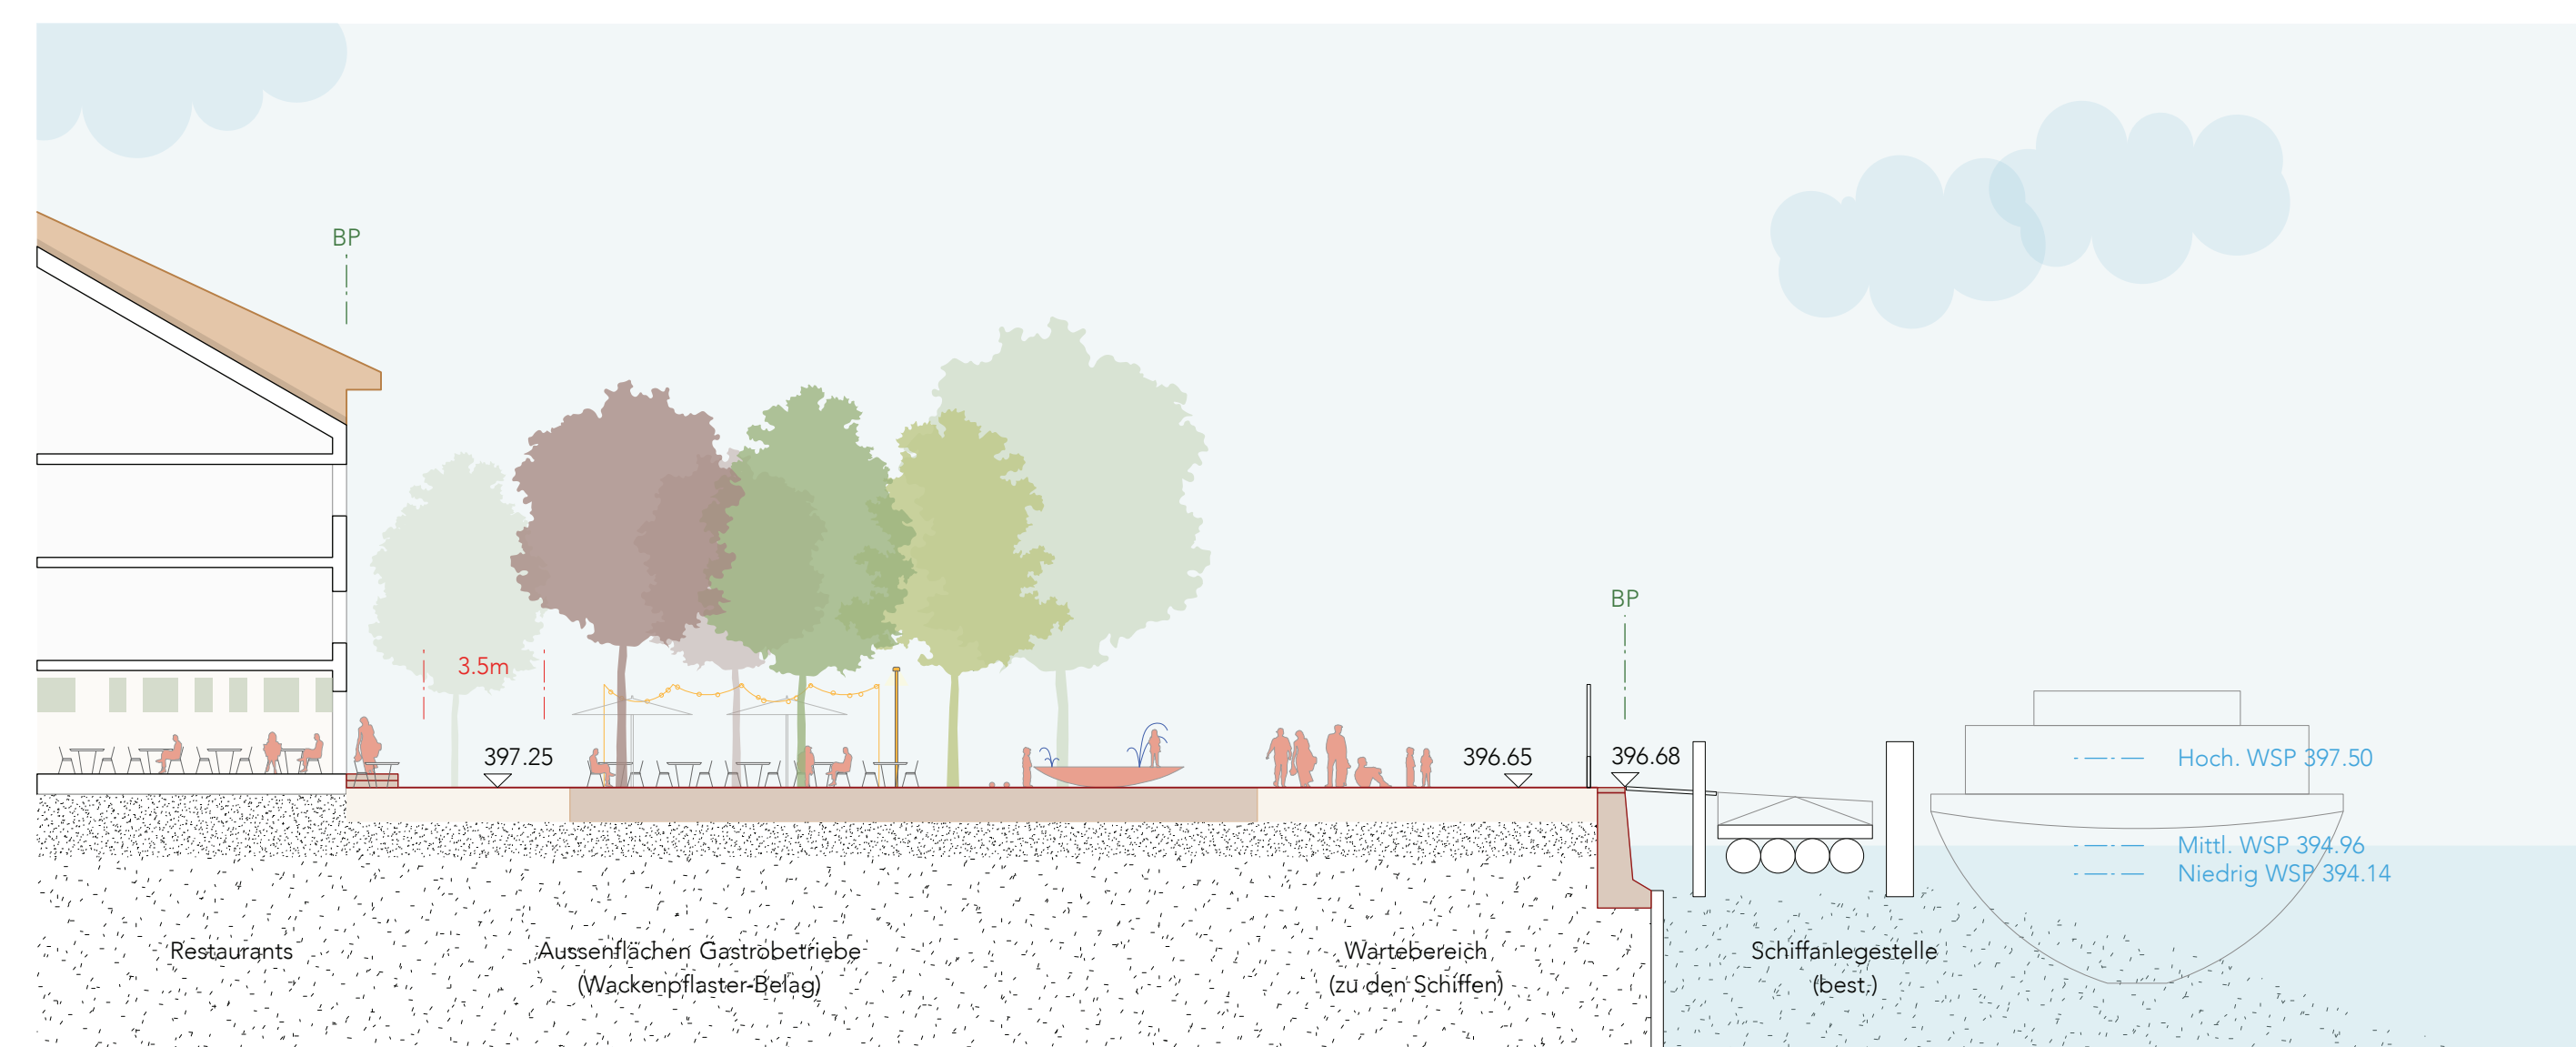 BP
BP
3.5m
397.25
396.65
396.68
Hoch. WSP 397.50
Mittl. WSP 394.96
Niedrig WSP 394.14
Restaurants
Aussenflächen Gastrobetriebe
(Wackenpflaster-Belag)
Wartebereich
(zu den Schiffen)
Schiffanlegestelle
(best.)